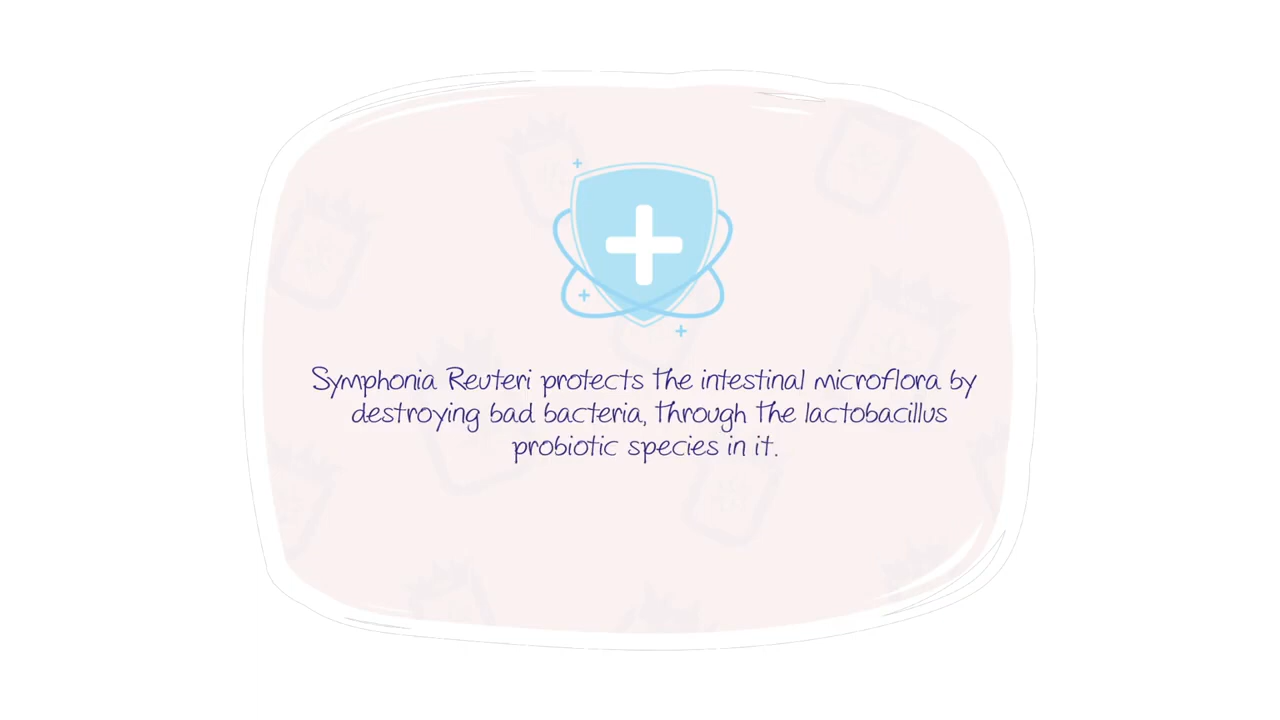 Symphonia Reuteri protects the intestinal microflora by
destroying bad bacteria, through the lactobacillus
probiotic species in it.